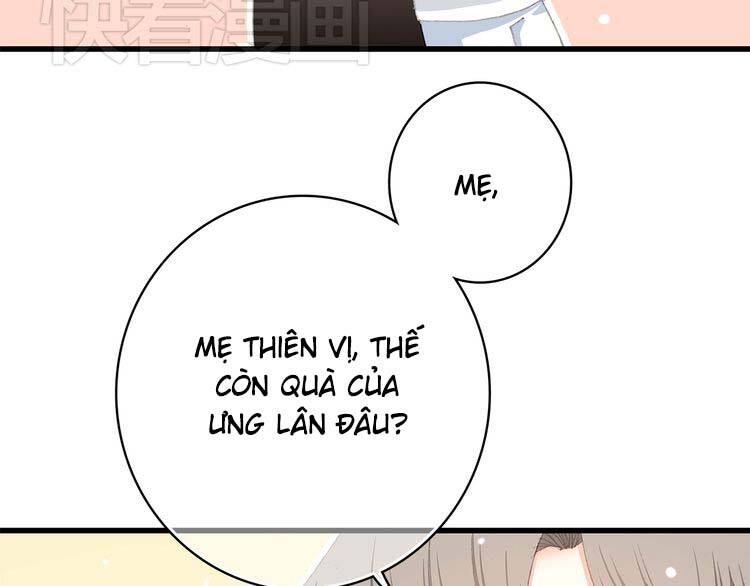 快看漫画
MẸ,
MẸ THIÊN VỊ, THẾ
CÒN QUÀ CỦA
ƯNG LÂN ĐÂU?